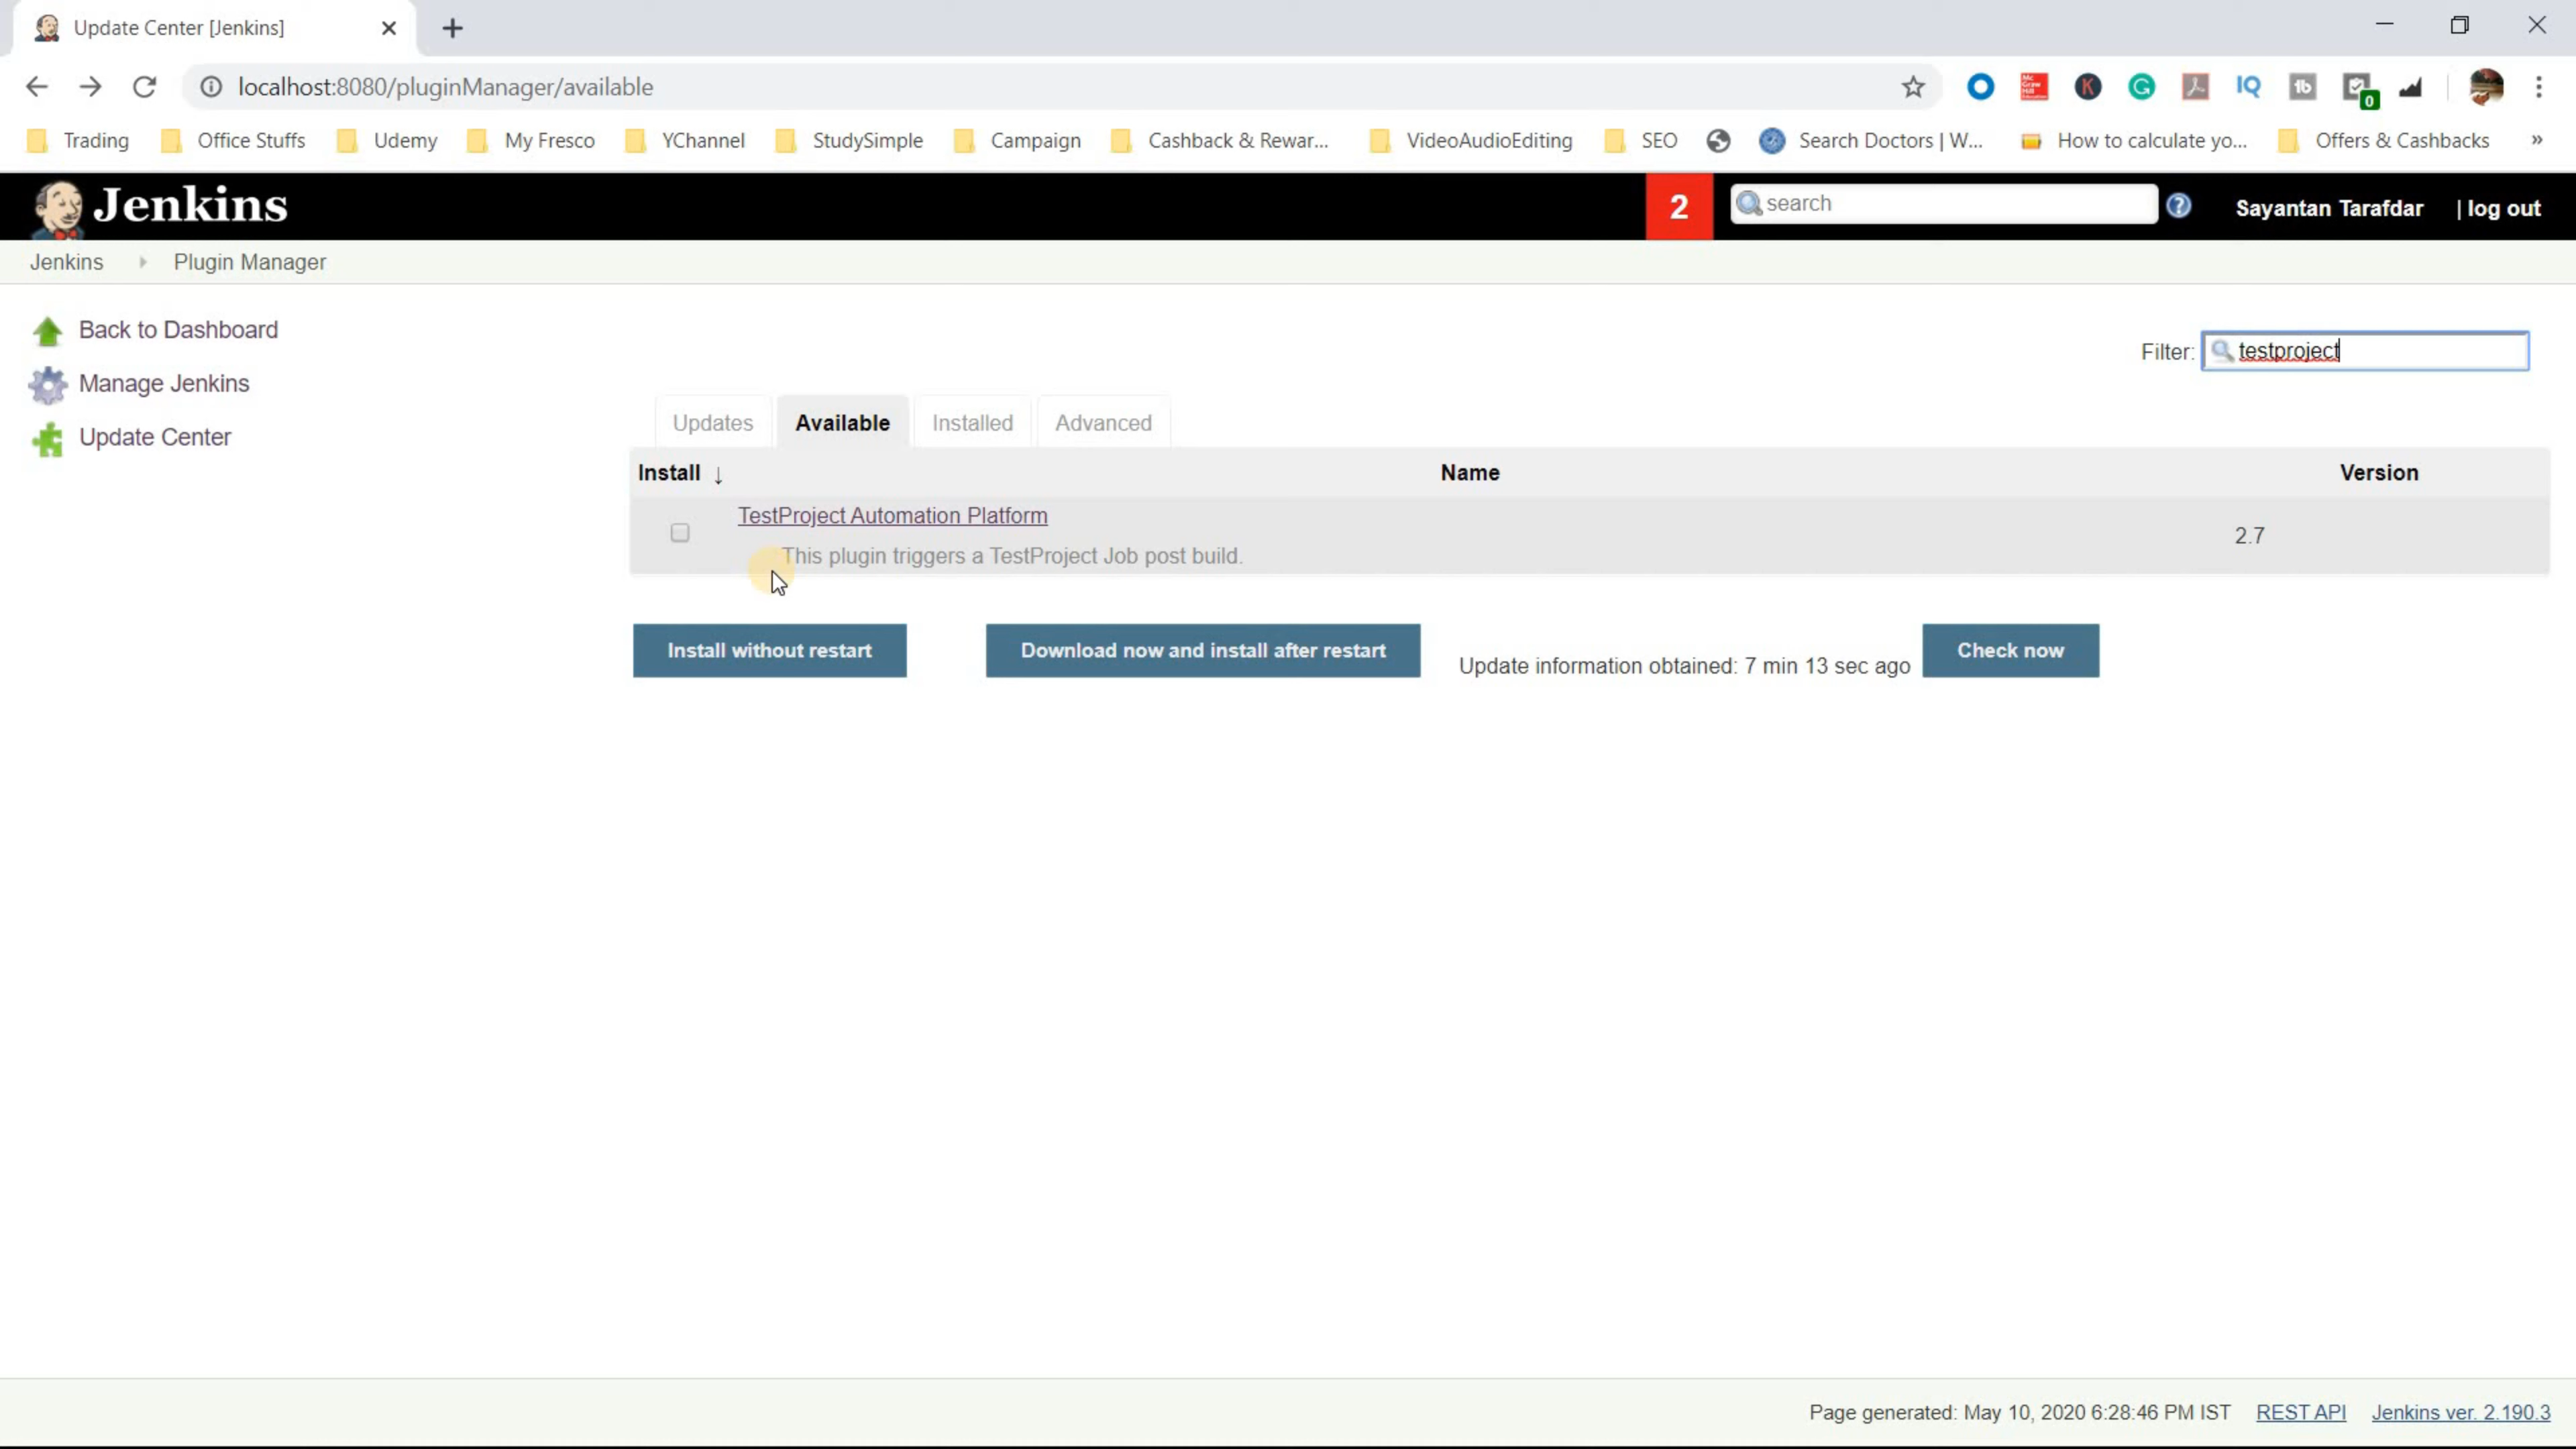 Update Center [Jenkins]
localhost:8080/pluginManager/available
Trading Office Stuffs Udemy My Fresco YChannel StudySimple Campaign Cashback & Rewar... VideoAudioEditing SEO Search Doctors | W... How to calculate yo... Offers & Cashbacks »
Jenkins 2 search Sayantan Tarafdar | log out
Jenkins Plugin Manager
Back to Dashboard
Manage Jenkins
Update Center
Filter: testproject
Updates Available Installed Advanced
Install ↓ Name Version
TestProject Automation Platform
This plugin triggers a TestProject Job post build.
2.7
Install without restart Download now and install after restart Update information obtained: 7 min 13 sec ago Check now
Page generated: May 10, 2020 6:28:46 PM IST REST API Jenkins ver. 2.190.3